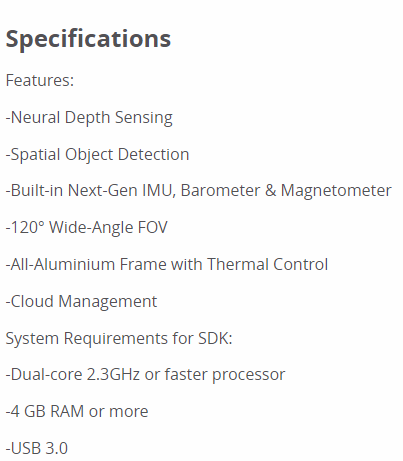 Specifications
Features:
-Neural Depth Sensing
-Spatial Object Detection
-Built-in Next-Gen IMU, Barometer & Magnetometer
-120° Wide-Angle FOV
-All-Aluminium Frame with Thermal Control
-Cloud Management
System Requirements for SDK:
-Dual-core 2.3GHz or faster processor
-4 GB RAM or more
-USB 3.0